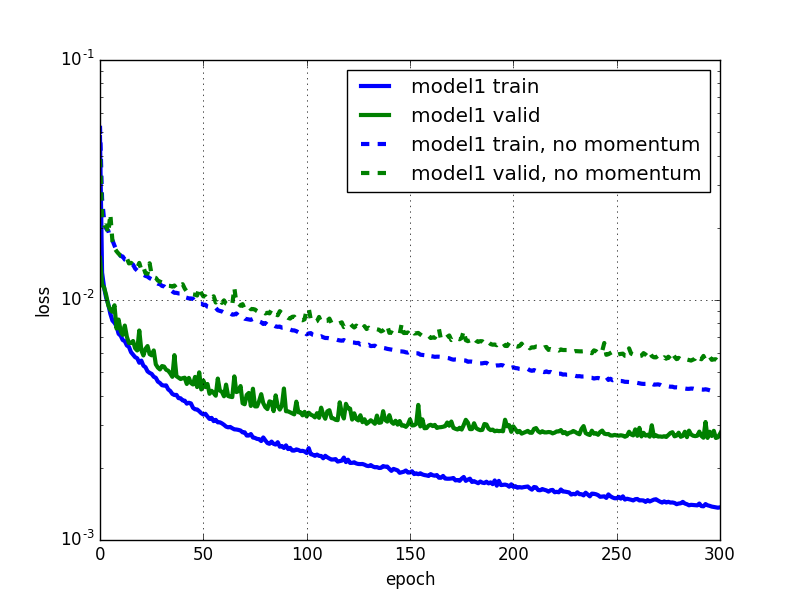 10^-1
model1 train
model1 valid
model1 train, no momentum
model1 valid, no momentum
10^-2
loss
10^-3
0 50 100 150 200 250 300
epoch